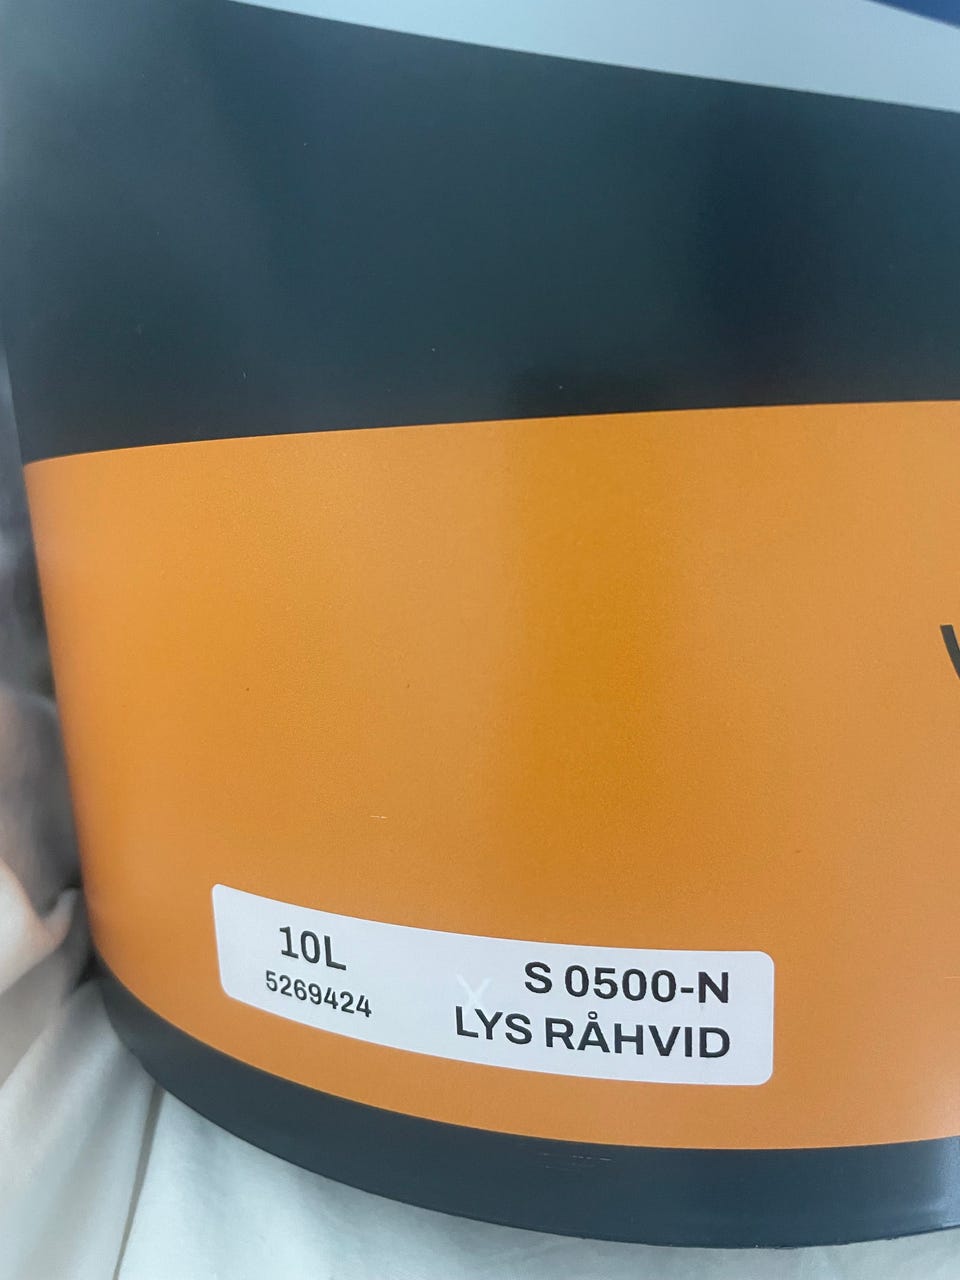 10L
5269424
S 0500-N
LYS RÅHVID